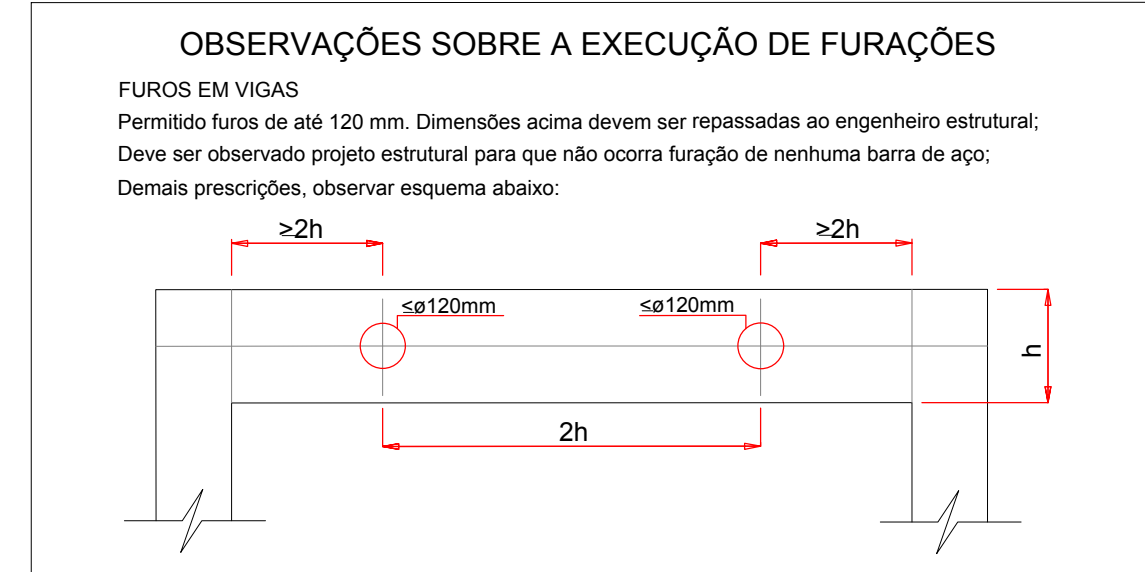 OBSERVAÇÕES SOBRE A EXECUÇÃO DE FURAÇÕES
FUROS EM VIGAS
Permitido furos de até 120 mm. Dimensões acima devem ser repassadas ao engenheiro estrutural;
Deve ser observado projeto estrutural para que não ocorra furação de nenhuma barra de aço;
Demais prescrições, observar esquema abaixo:
≥2h
≥2h
≤ø120mm
≤ø120mm
h
2h